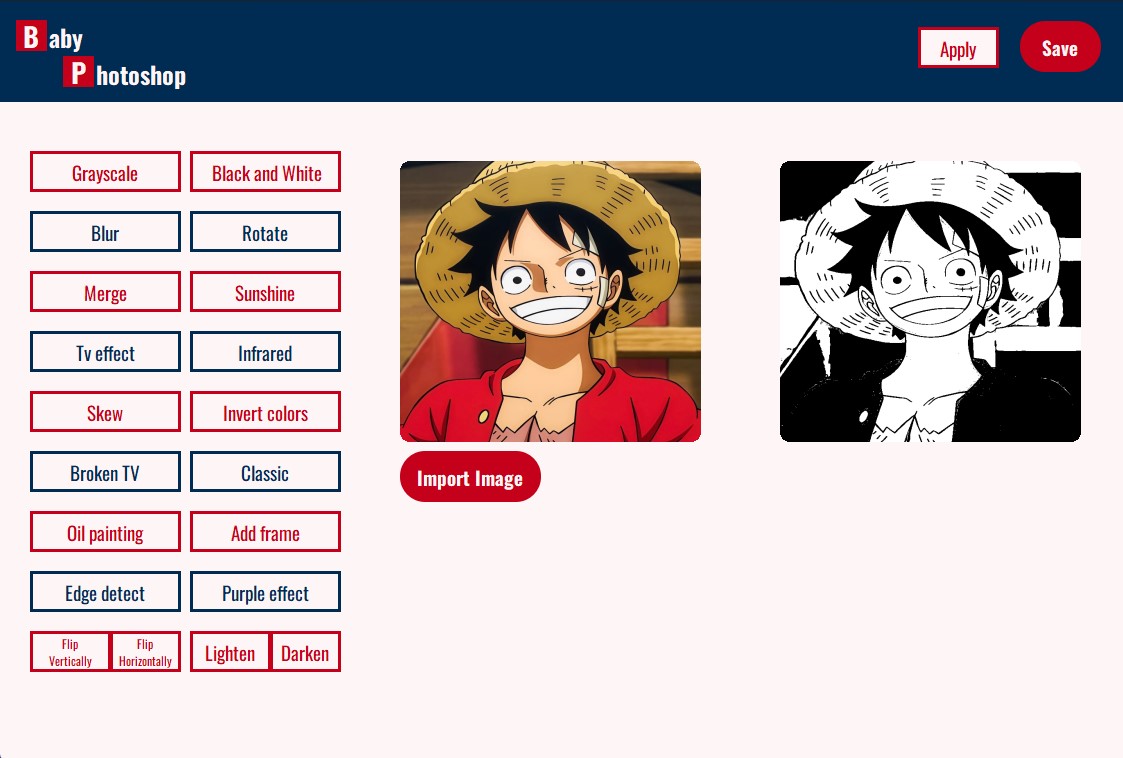 Baby
Photoshop
Apply
Save
Grayscale
Black and White
Blur
Rotate
Merge
Sunshine
Tv effect
Infrared
Skew
Invert colors
Broken TV
Classic
Oil painting
Add frame
Edge detect
Purple effect
Flip
Vertically
Flip
Horizontally
Lighten
Darken
Import Image